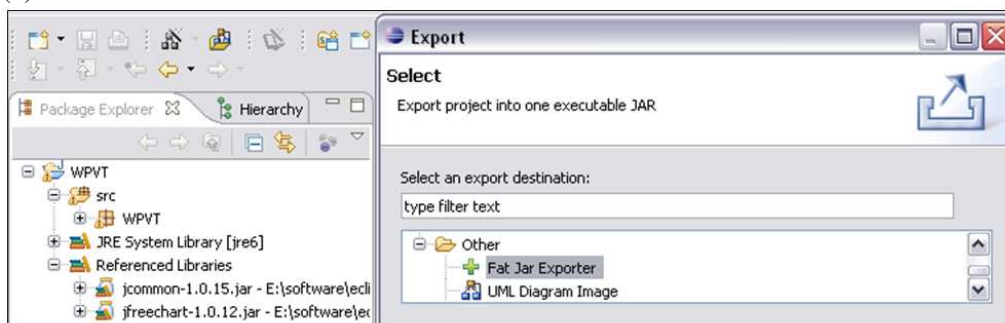 Package Explorer
Hierarchy
WPVT
src
WPVT
JRE System Library [jre6]
Referenced Libraries
jcommon-1.0.15.jar - E:\software\ecli
jfreechart-1.0.12.jar - E:\software\ec
Export
Select
Export project into one executable JAR
Select an export destination:
type filter text
Other
Fat Jar Exporter
UML Diagram Image